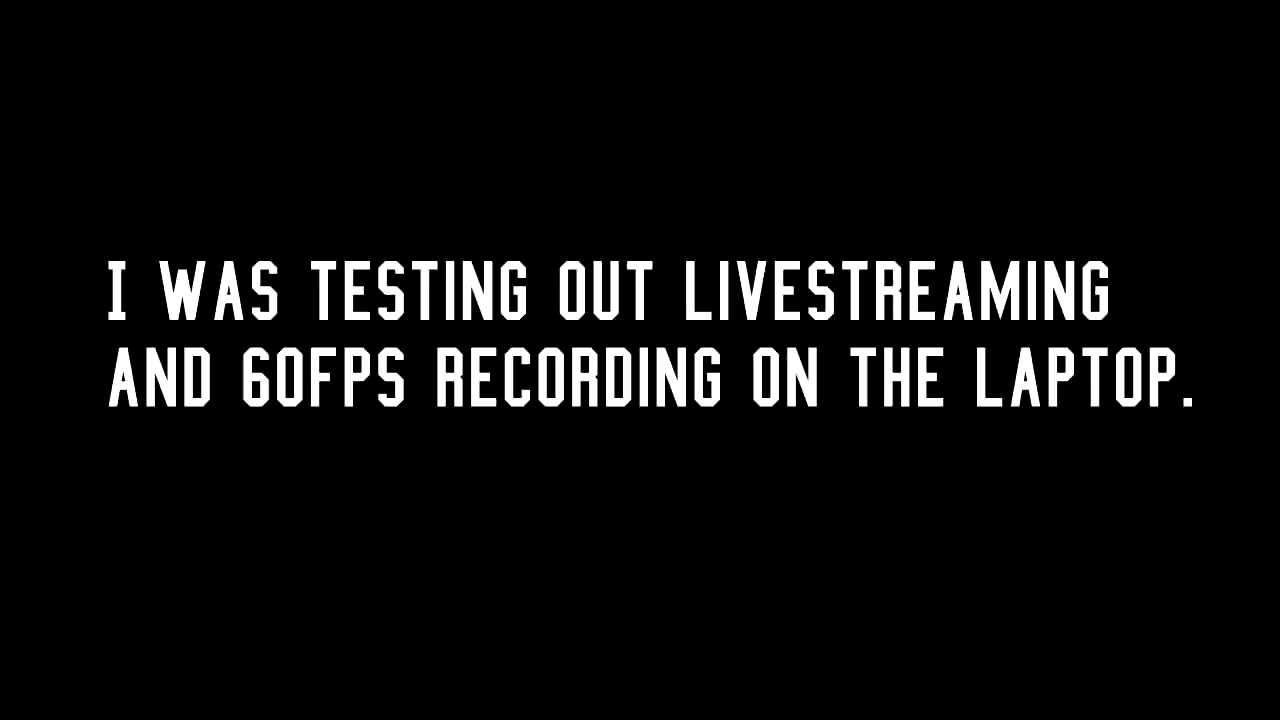 I WAS TESTING OUT LIVESTREAMING
AND 60FPS RECORDING ON THE LAPTOP.